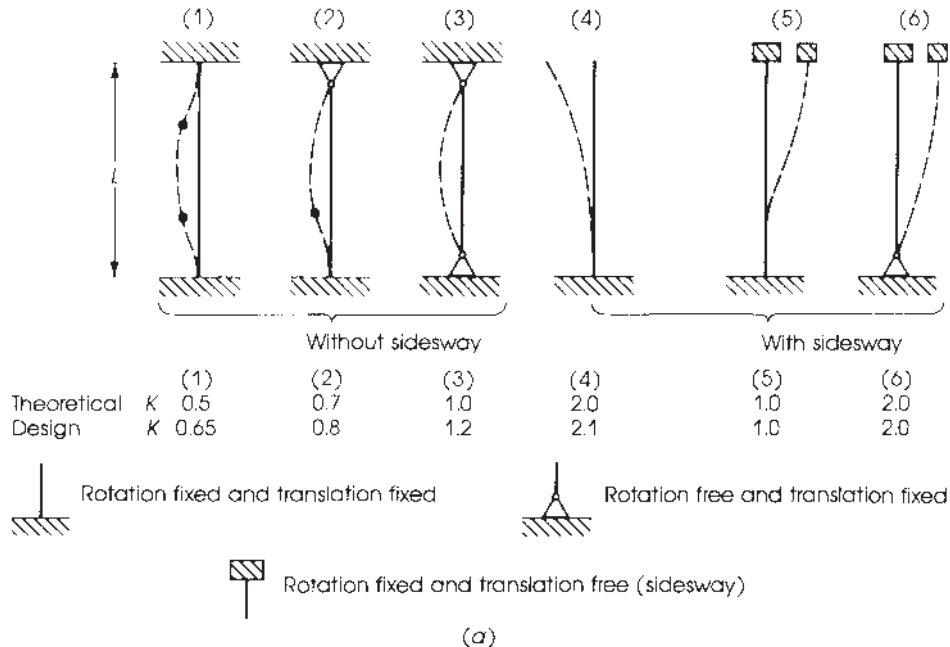 (1) (2) (3) (4) (5) (6)
L
Without sidesway
With sidesway
(1) (2) (3) (4) (5) (6)
Theoretical K 0.5 0.7 1.0 2.0 1.0 2.0
Design K 0.65 0.8 1.2 2.1 1.0 2.0
Rotation fixed and translation fixed
Rotation free and translation fixed
Rotation fixed and translation free (sidesway)
(a)